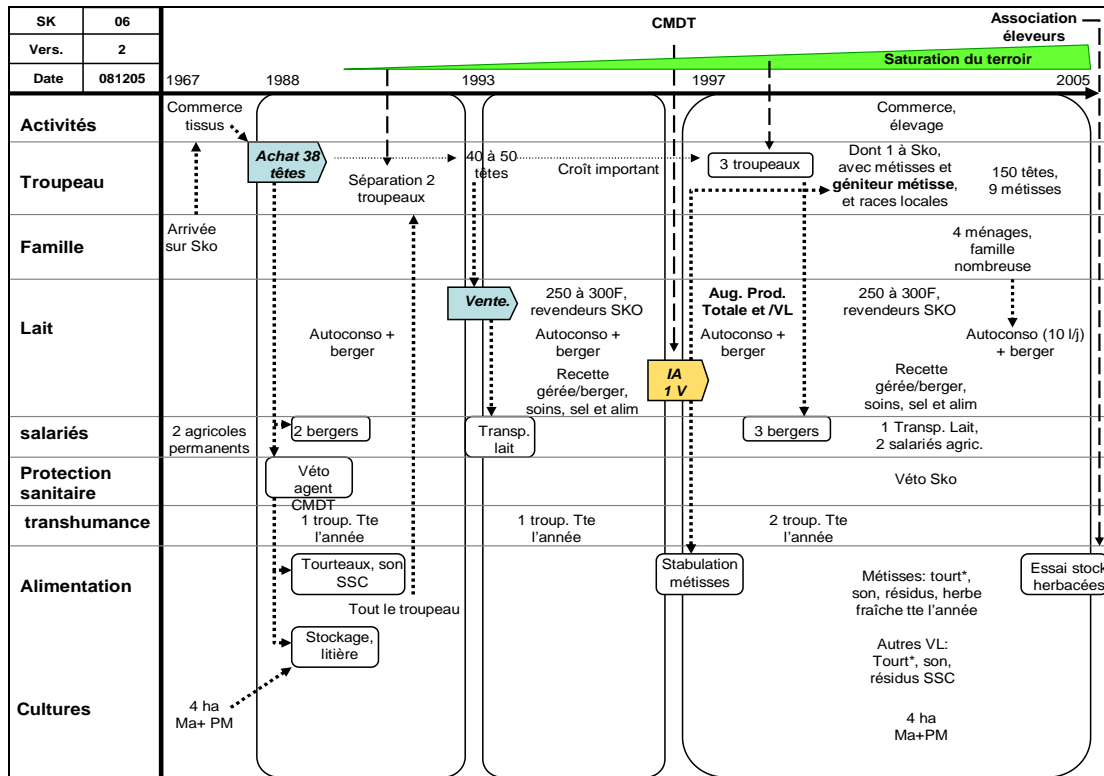 SK 06
Vers. 2
Date 081205
CMDT
Association
éleveurs
Saturation du terroir
1967 1988 1993 1997 2005
Activités
Commerce
tissus
Commerce,
élevage
Troupeau
Achat 38
têtes
Séparation 2
troupeaux
40 à 50
têtes
Croît important
3 troupeaux
Dont 1 à Sko,
avec métisses et
géniteur métisse,
et races locales
150 têtes,
9 métisses
Famille
Arrivée
sur Sko
4 ménages,
famille
nombreuse
Lait
Autoconso +
berger
Vente.
250 à 300F,
revendeurs SKO
Autoconso +
berger
Recette
gérée/berger,
soins, sel et alim
IA
1 V
Aug. Prod.
Totale et /VL
Autoconso +
berger
250 à 300F,
revendeurs SKO
Autoconso (10 l/j)
+ berger
Recette
gérée/berger,
soins, sel et alim
salariés
2 agricoles
permanents
2 bergers
Transp.
lait
3 bergers
1 Transp. Lait,
2 salariés agric.
Protection
sanitaire
Véto
agent
CMDT
Véto Sko
transhumance
1 troup. Tte
l'année
1 troup. Tte
l'année
2 troup. Tte
l'année
Alimentation
Tourteaux, son
SSC
Tout le troupeau
Stockage,
litière
Stabulation
métisses
Métisses: tourt*,
son, résidus, herbe
fraîche tte l'année
Autres VL:
Tourt*, son,
résidus SSC
Essai stock
herbacées
Cultures
4 ha
Ma+ PM
4 ha
Ma+PM